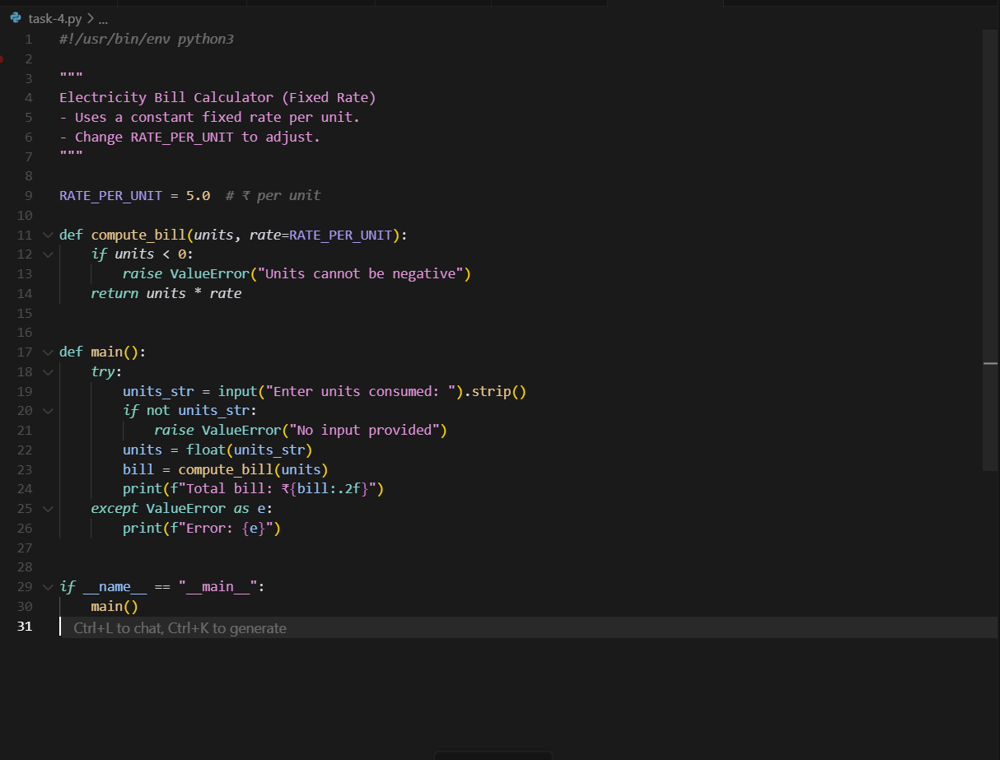 task-4.py > ...
1 #!/usr/bin/env python3
2
3 """
4 Electricity Bill Calculator (Fixed Rate)
5 - Uses a constant fixed rate per unit.
6 - Change RATE_PER_UNIT to adjust.
7 """
8
9 RATE_PER_UNIT = 5.0  # ₹ per unit
10
11 def compute_bill(units, rate=RATE_PER_UNIT):
12     if units < 0:
13         raise ValueError("Units cannot be negative")
14     return units * rate
15
16
17 def main():
18     try:
19         units_str = input("Enter units consumed: ").strip()
20         if not units_str:
21             raise ValueError("No input provided")
22         units = float(units_str)
23         bill = compute_bill(units)
24         print(f"Total bill: ₹{bill:.2f}")
25     except ValueError as e:
26         print(f"Error: {e}")
27
28
29 if __name__ == "__main__":
30     main()
31 Ctrl+L to chat, Ctrl+K to generate